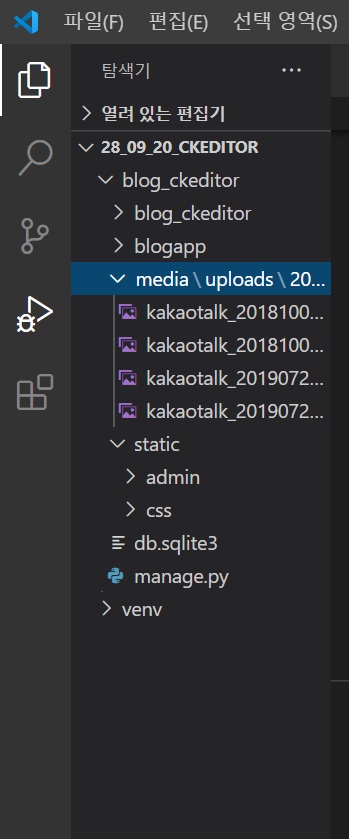 파일(F) 편집(E) 선택 영역(S)
탐색기
열려 있는 편집기
28_09_20_CKEDITOR
blog_ckeditor
blog_ckeditor
blogapp
media\uploads\20...
kakaotalk_2018100...
kakaotalk_2018100...
kakaotalk_2019072...
kakaotalk_2019072...
static
admin
css
db.sqlite3
manage.py
venv